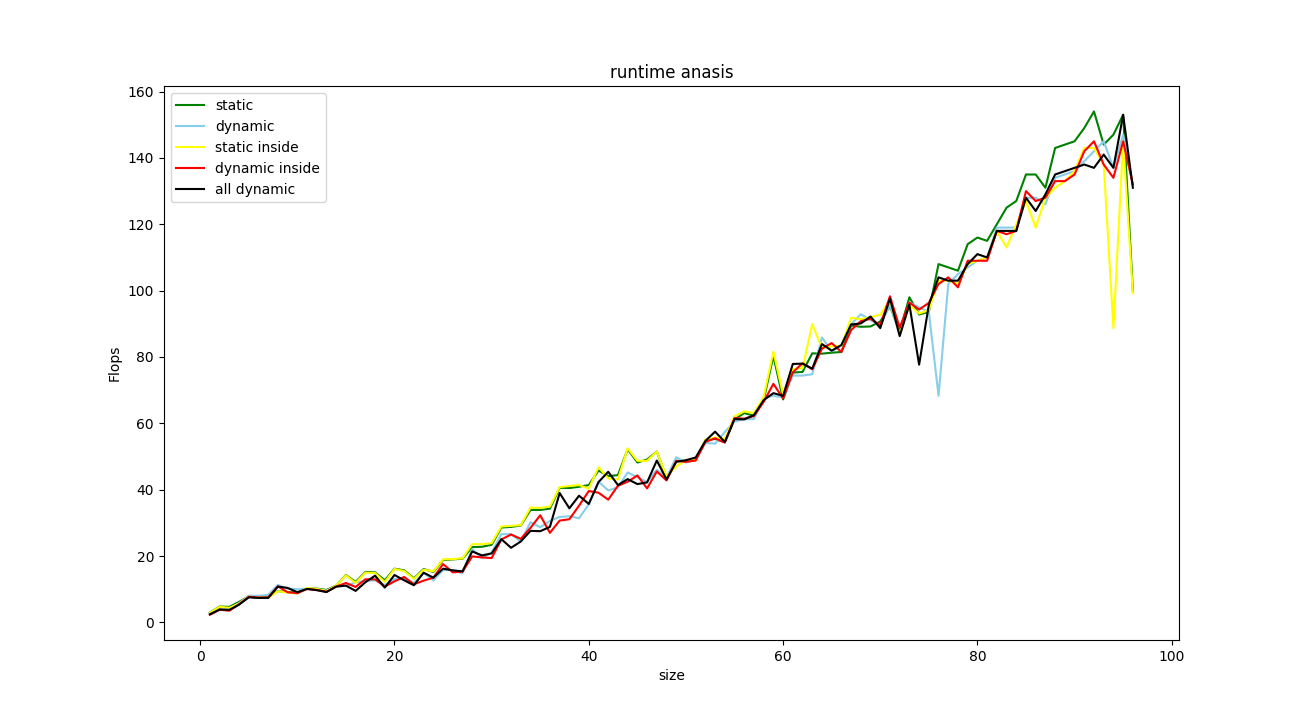 runtime anasis
160
140
120
100
80
60
40
20
0
Flops
static
dynamic
static inside
dynamic inside
all dynamic
0 20 40 60 80 100
size